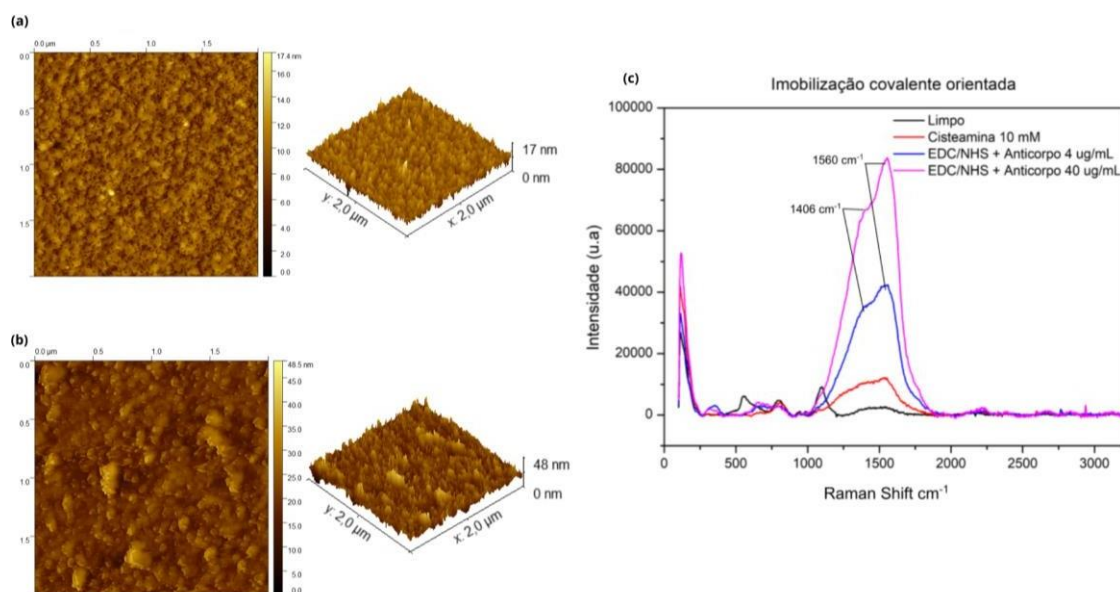 (a)
0.0 µm 0.5 1.0 1.5
0.0
0.5
1.0
1.5
17.4 nm
14.0
12.0
10.0
8.0
6.0
4.0
2.0
0.0
17 nm
0 nm
y: 2,0 µm
x: 2,0 µm
(b)
0.0 µm 0.5 1.0 1.5
0.0
0.5
1.0
1.5
48.5 nm
40.0
35.0
30.0
25.0
20.0
15.0
10.0
5.0
0.0
48 nm
0 nm
y: 2,0 µm
x: 2,0 µm
(c)
Imobilização covalente orientada
Limpo
Cisteamina 10 mM
EDC/NHS + Anticorpo 4 ug/mL
EDC/NHS + Anticorpo 40 ug/mL
1560 cm⁻¹
1406 cm⁻¹
Intensidade (u.a)
100000
80000
60000
40000
20000
0
0 500 1000 1500 2000 2500 3000
Raman Shift cm⁻¹